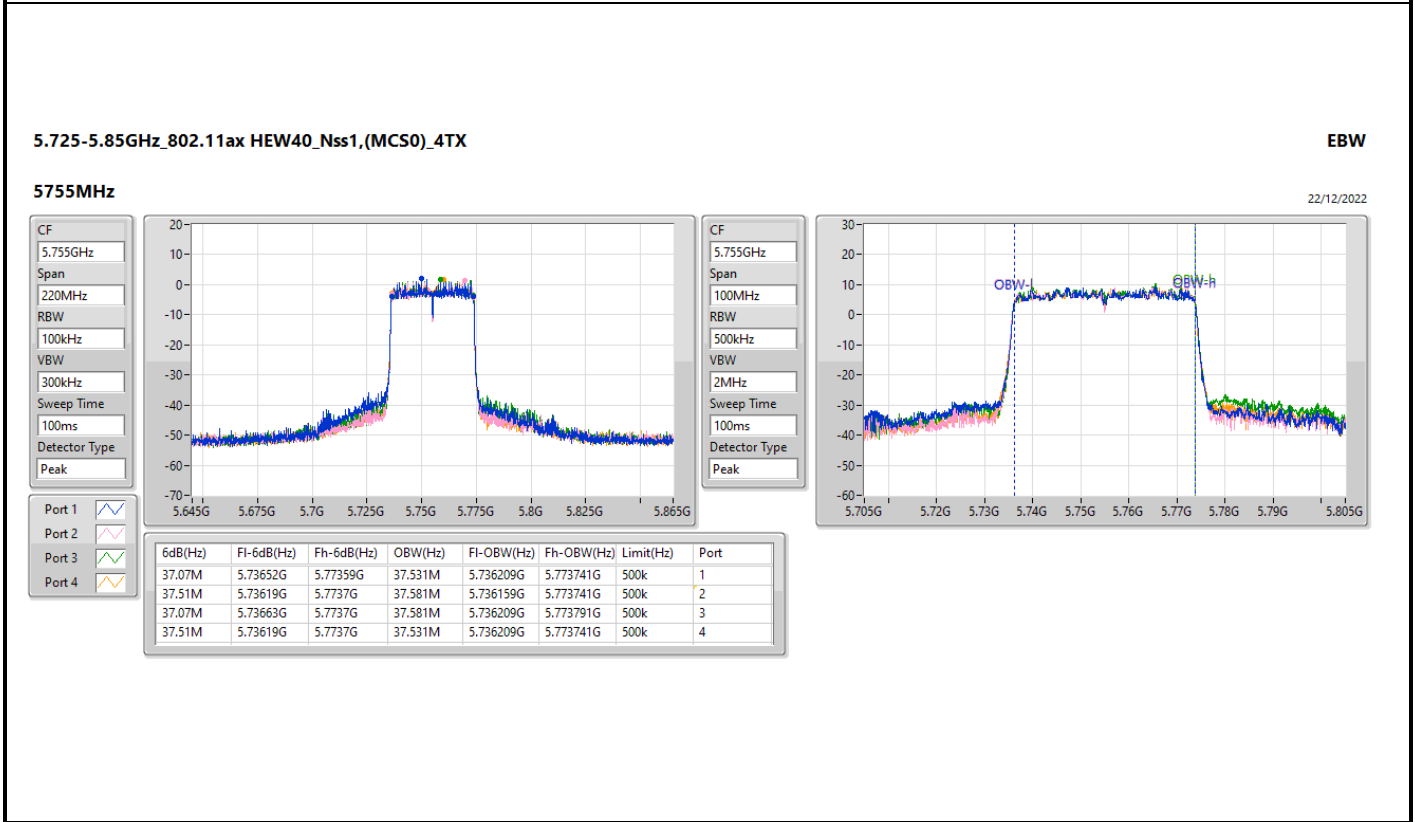 5.725-5.85GHz_802.11ax HEW40_Nss1,(MCS0)_4TX EBW
5755MHz
22/12/2022
CF
5.755GHz
Span
220MHz
RBW
100kHz
VBW
300kHz
Sweep Time
100ms
Detector Type
Peak
20
10
0
-10
-20
-30
-40
-50
-60
-70
5.645G 5.675G 5.7G 5.725G 5.75G 5.775G 5.8G 5.825G 5.865G
CF
5.755GHz
Span
100MHz
RBW
500kHz
VBW
2MHz
Sweep Time
100ms
Detector Type
Peak
30
20
10
0
-10
-20
-30
-40
-50
-60
OBW-l OBW-h
5.705G 5.72G 5.73G 5.74G 5.75G 5.76G 5.77G 5.78G 5.79G 5.805G
Port 1
Port 2
Port 3
Port 4
6dB(Hz) Fl-6dB(Hz) Fh-6dB(Hz) OBW(Hz) Fl-OBW(Hz) Fh-OBW(Hz) Limit(Hz) Port
37.07M 5.73652G 5.77359G 37.531M 5.736209G 5.773741G 500k 1
37.51M 5.73619G 5.7737G 37.581M 5.736159G 5.773741G 500k 2
37.07M 5.73663G 5.7737G 37.581M 5.736209G 5.773791G 500k 3
37.51M 5.73619G 5.7737G 37.531M 5.736209G 5.773741G 500k 4